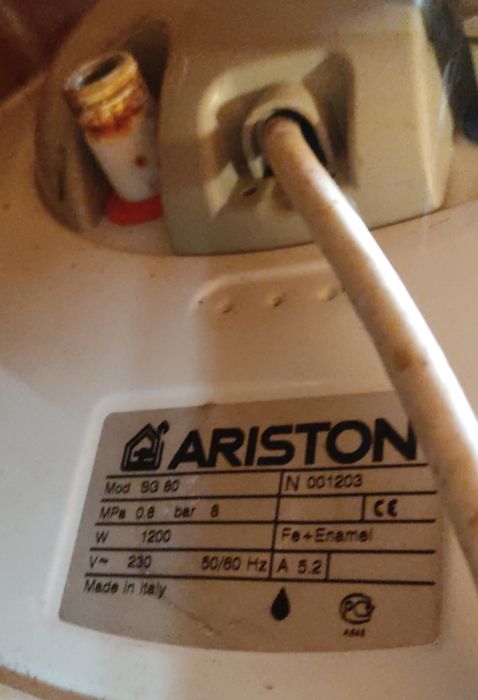 ARISTON
Mod SG 80 N 001203
MPa 0.8 bar 8 CE
W 1200 Fe+Enamel
V~ 230 50/60 Hz A 5.2
Made in Italy